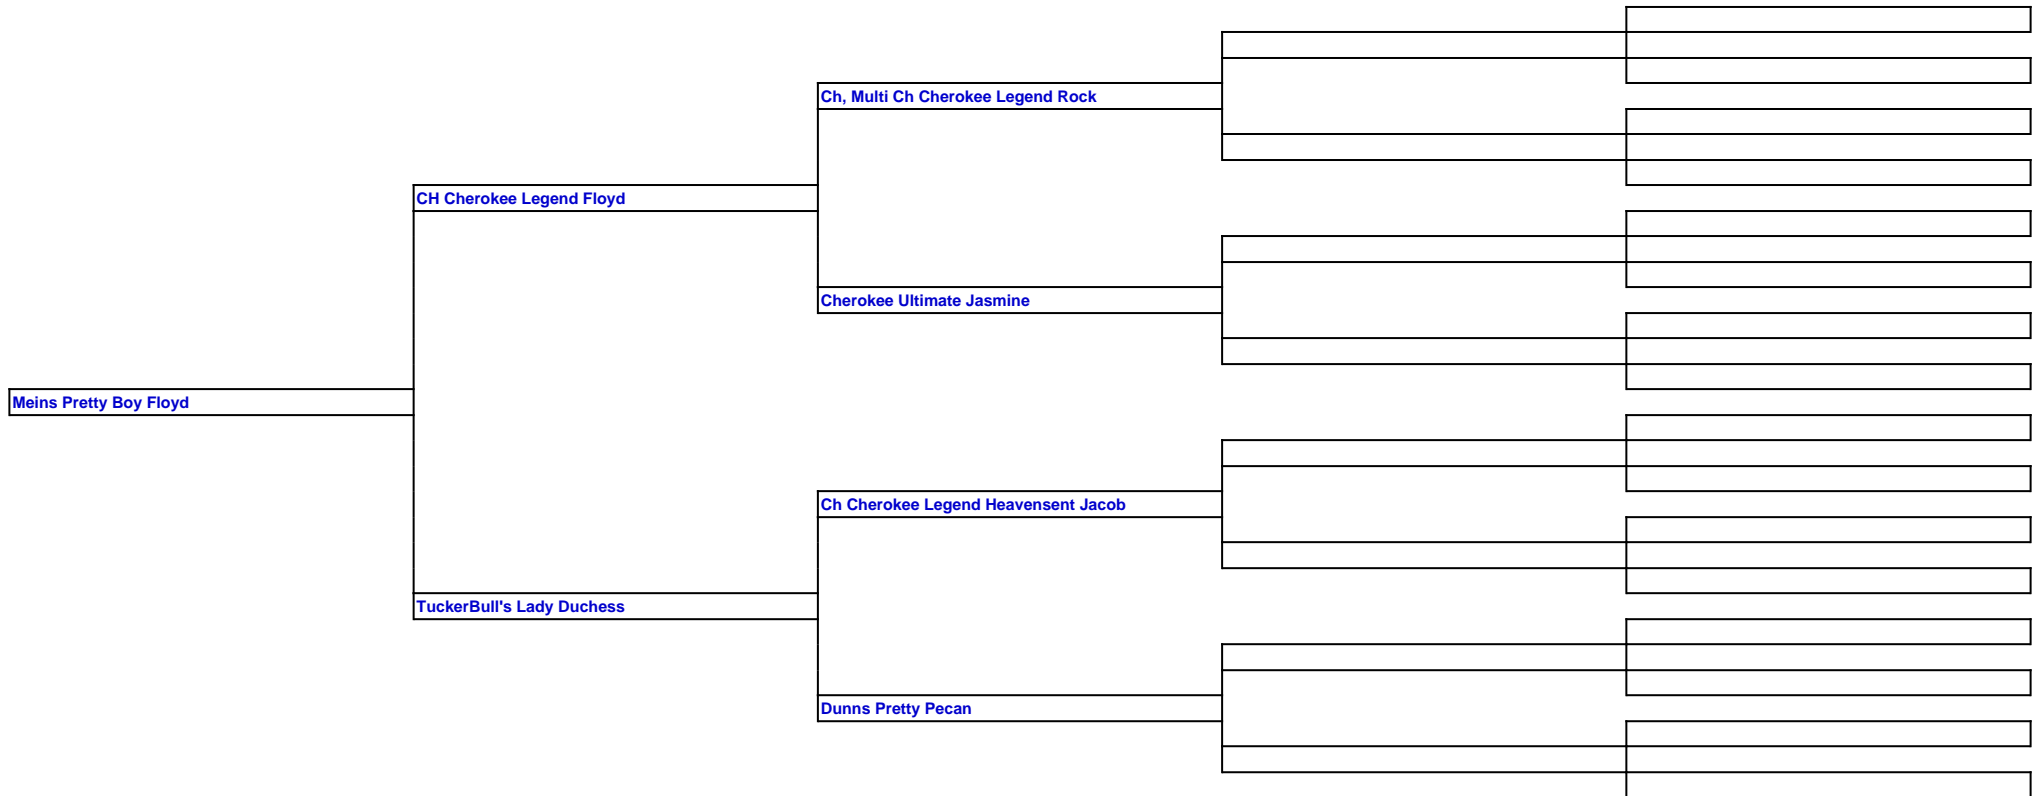 Ch, Multi Ch Cherokee Legend Rock
CH Cherokee Legend Floyd
Cherokee Ultimate Jasmine
Meins Pretty Boy Floyd
Ch Cherokee Legend Heavensent Jacob
TuckerBull's Lady Duchess
Dunns Pretty Pecan